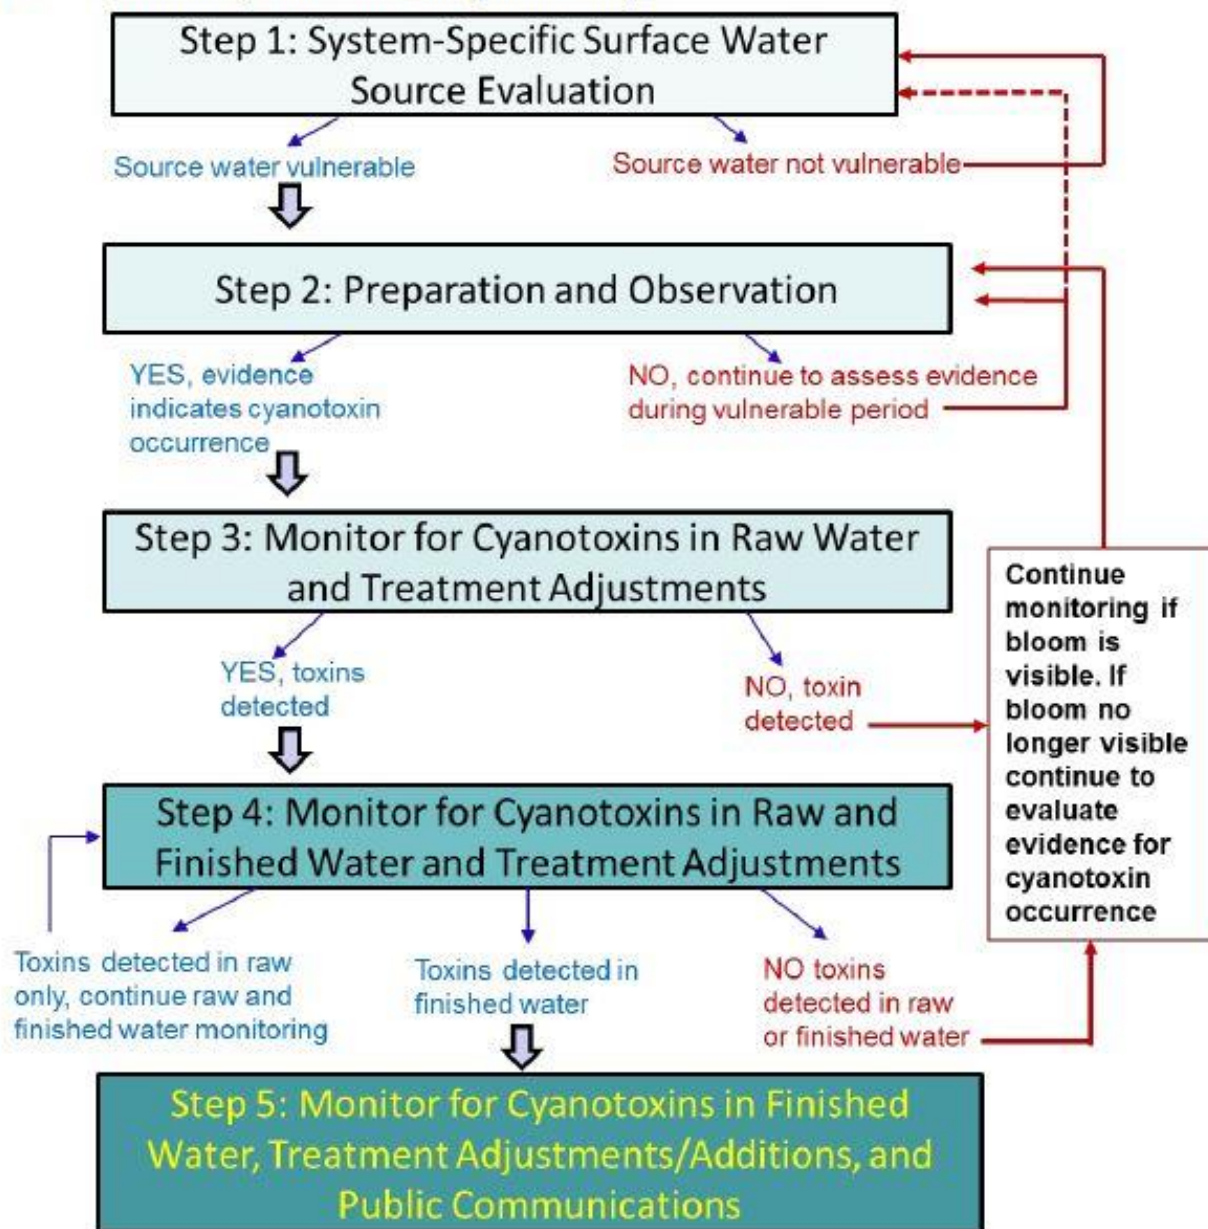 Step 1: System-Specific Surface Water
Source Evaluation
Source water vulnerable
Source water not vulnerable
Step 2: Preparation and Observation
YES, evidence
indicates cyanotoxin
occurrence
NO, continue to assess evidence
during vulnerable period
Step 3: Monitor for Cyanotoxins in Raw Water
and Treatment Adjustments
YES, toxins
detected
NO, toxin
detected
Continue
monitoring if
bloom is
visible. If
bloom no
longer visible
continue to
evaluate
evidence for
cyanotoxin
occurrence
Step 4: Monitor for Cyanotoxins in Raw and
Finished Water and Treatment Adjustments
Toxins detected in raw
only, continue raw and
finished water monitoring
Toxins detected in
finished water
NO toxins
detected in raw
or finished water
Step 5: Monitor for Cyanotoxins in Finished
Water, Treatment Adjustments/Additions, and
Public Communications